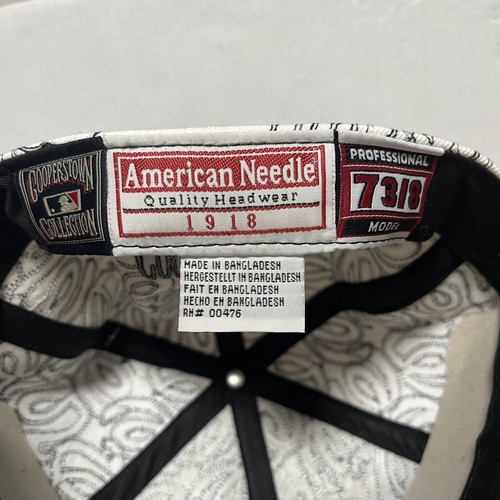 COOPERSTOWN
COLLECTION
American Needle
Quality Headwear
1918
PROFESSIONAL
7 3/8
MODEL
MADE IN BANGLADESH
HERGESTELLT IN BANGLADESH
FAIT EN BANGLADESH
HECHO EN BANGLADESH
RN# 00476